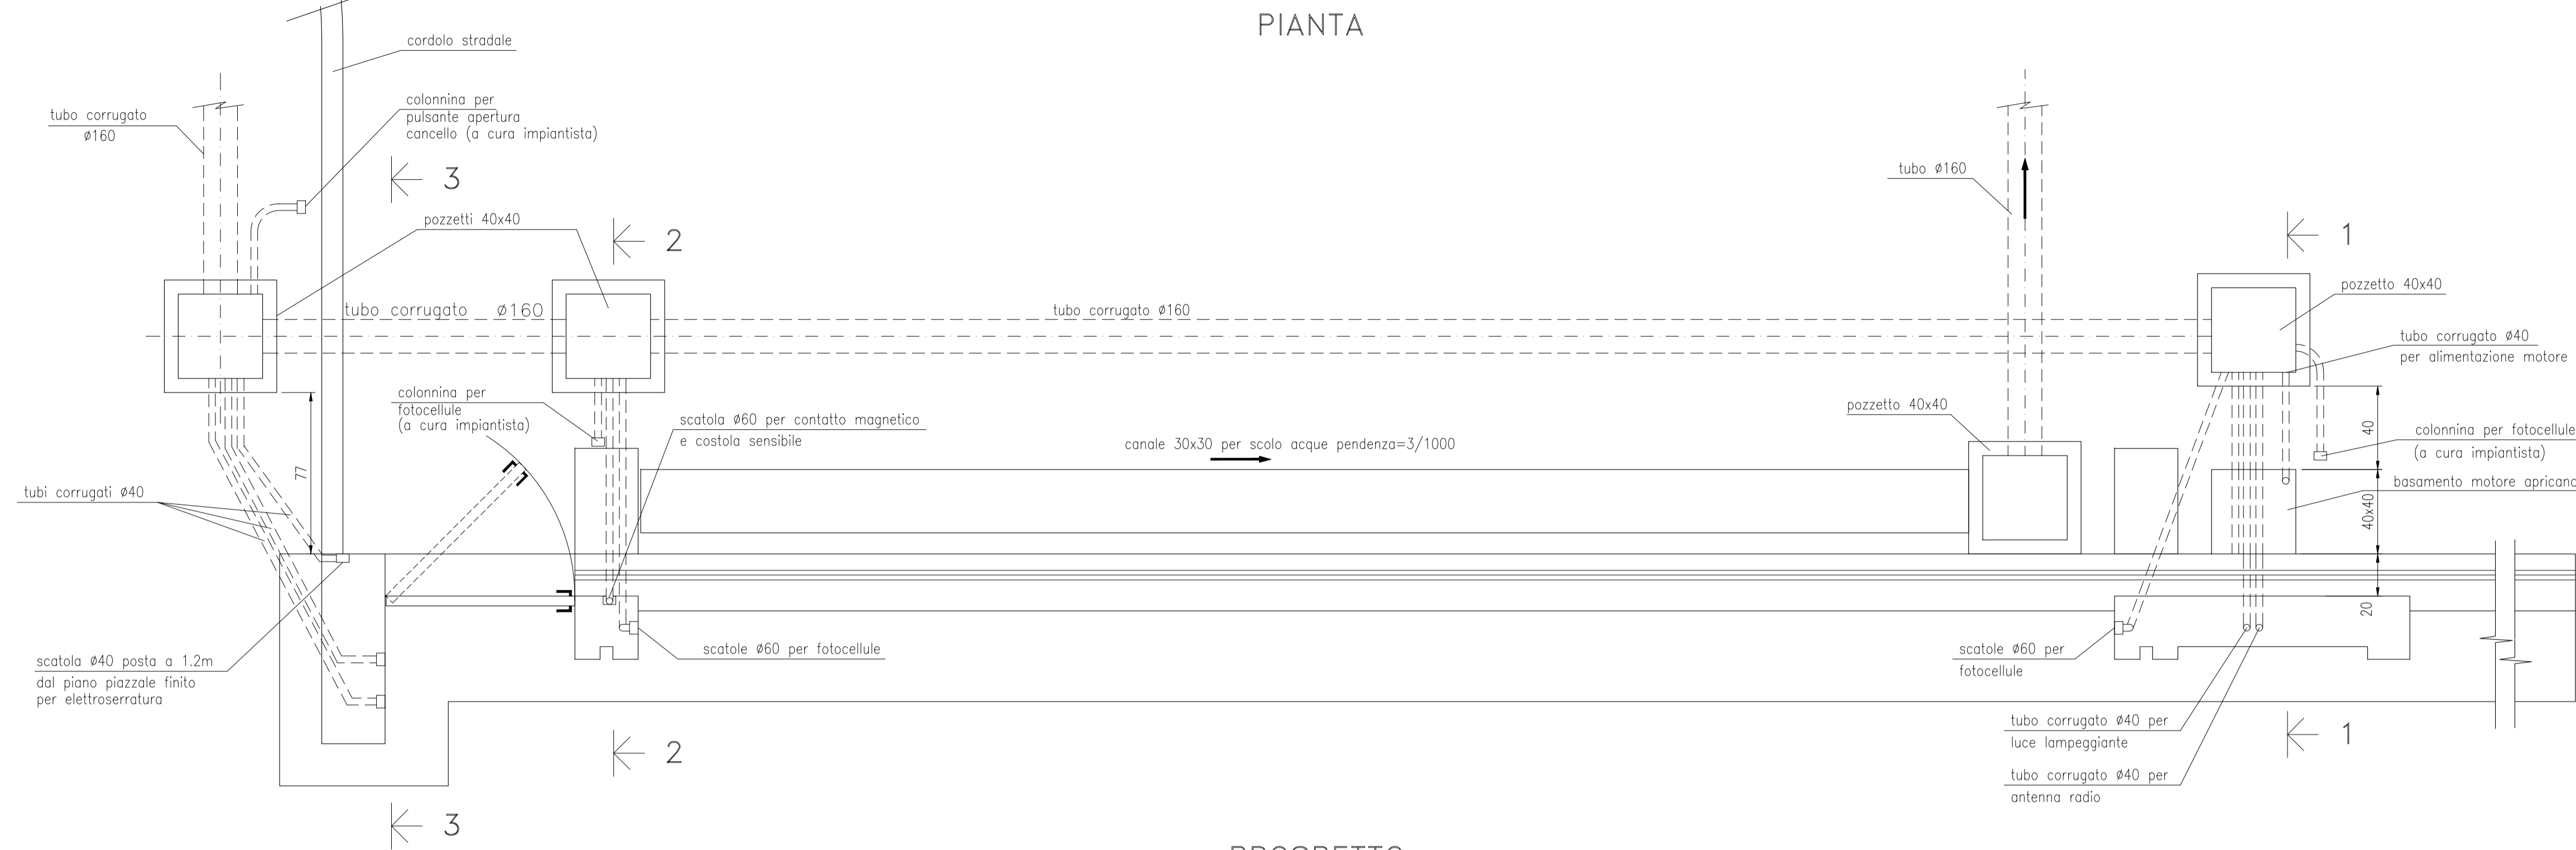 PIANTA
cordolo stradale
tubo corrugato
ø160
colonnina per
pulsante apertura
cancello (a cura impiantista)
3
pozzetti 40x40
2
tubo ø160
1
pozzetto 40x40
tubo corrugato ø160
tubo corrugato ø160
tubo corrugato ø40
per alimentazione motore
colonnina per
fotocellule
(a cura impiantista)
scatola ø60 per contatto magnetico
e costola sensibile
pozzetto 40x40
canale 30x30 per scolo acque pendenza=3/1000
40
colonnina per fotocellule
(a cura impiantista)
77
tubi corrugati ø40
basamento motore aprican
40x40
20
scatola ø40 posta a 1.2m
dal piano piazzale finito
per elettroserratura
scatole ø60 per fotocellule
scatole ø60 per
fotocellule
tubo corrugato ø40 per
luce lampeggiante
2
1
tubo corrugato ø40 per
antenna radio
3